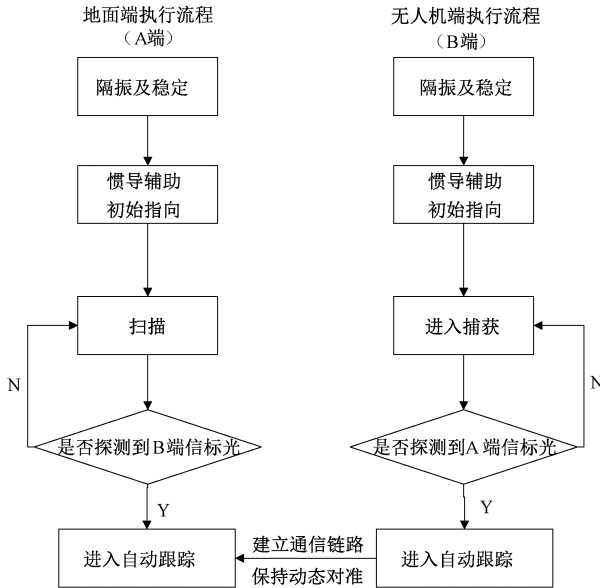 地面端执行流程
（A端）
隔振及稳定
惯导辅助
初始指向
扫描
N
是否探测到B端信标光
Y
进入自动跟踪
无人机端执行流程
（B端）
隔振及稳定
惯导辅助
初始指向
进入捕获
N
是否探测到A 端信标光
Y
进入自动跟踪
建立通信链路
保持动态对准